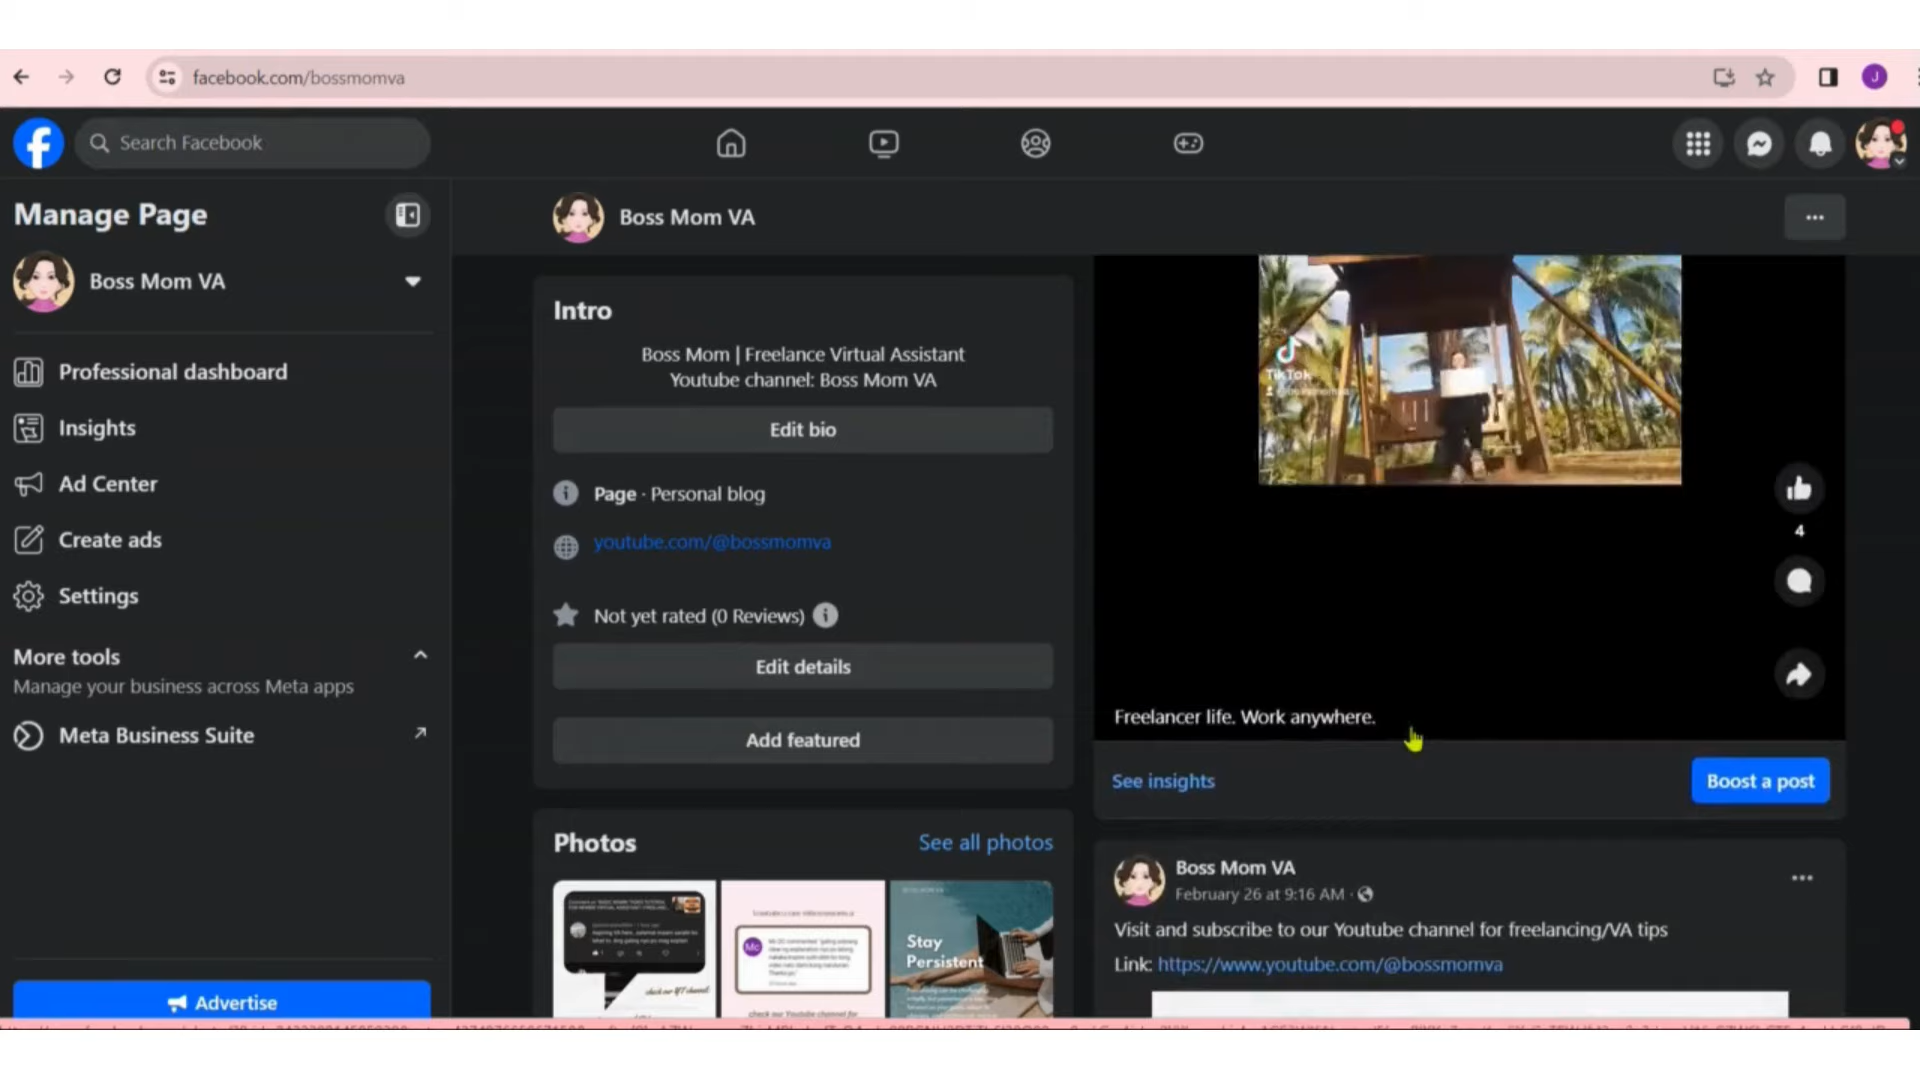 facebook.com/bossmomva
J
Search Facebook
Manage Page
Boss Mom VA
Professional dashboard
Insights
Ad Center
Create ads
Settings
More tools
Manage your business across Meta apps
Meta Business Suite
Advertise
Boss Mom VA
Intro
Boss Mom | Freelance Virtual Assistant
Youtube channel: Boss Mom VA
Edit bio
Page · Personal blog
youtube.com/@bossmomva
Not yet rated (0 Reviews)
Edit details
Add featured
Photos
See all photos
Mc
Stay
Persistent
TikTok
4
Freelancer life. Work anywhere.
See insights
Boost a post
Boss Mom VA
February 26 at 9:16 AM ·
Visit and subscribe to our Youtube channel for freelancing/VA tips
Link: https://www.youtube.com/@bossmomva